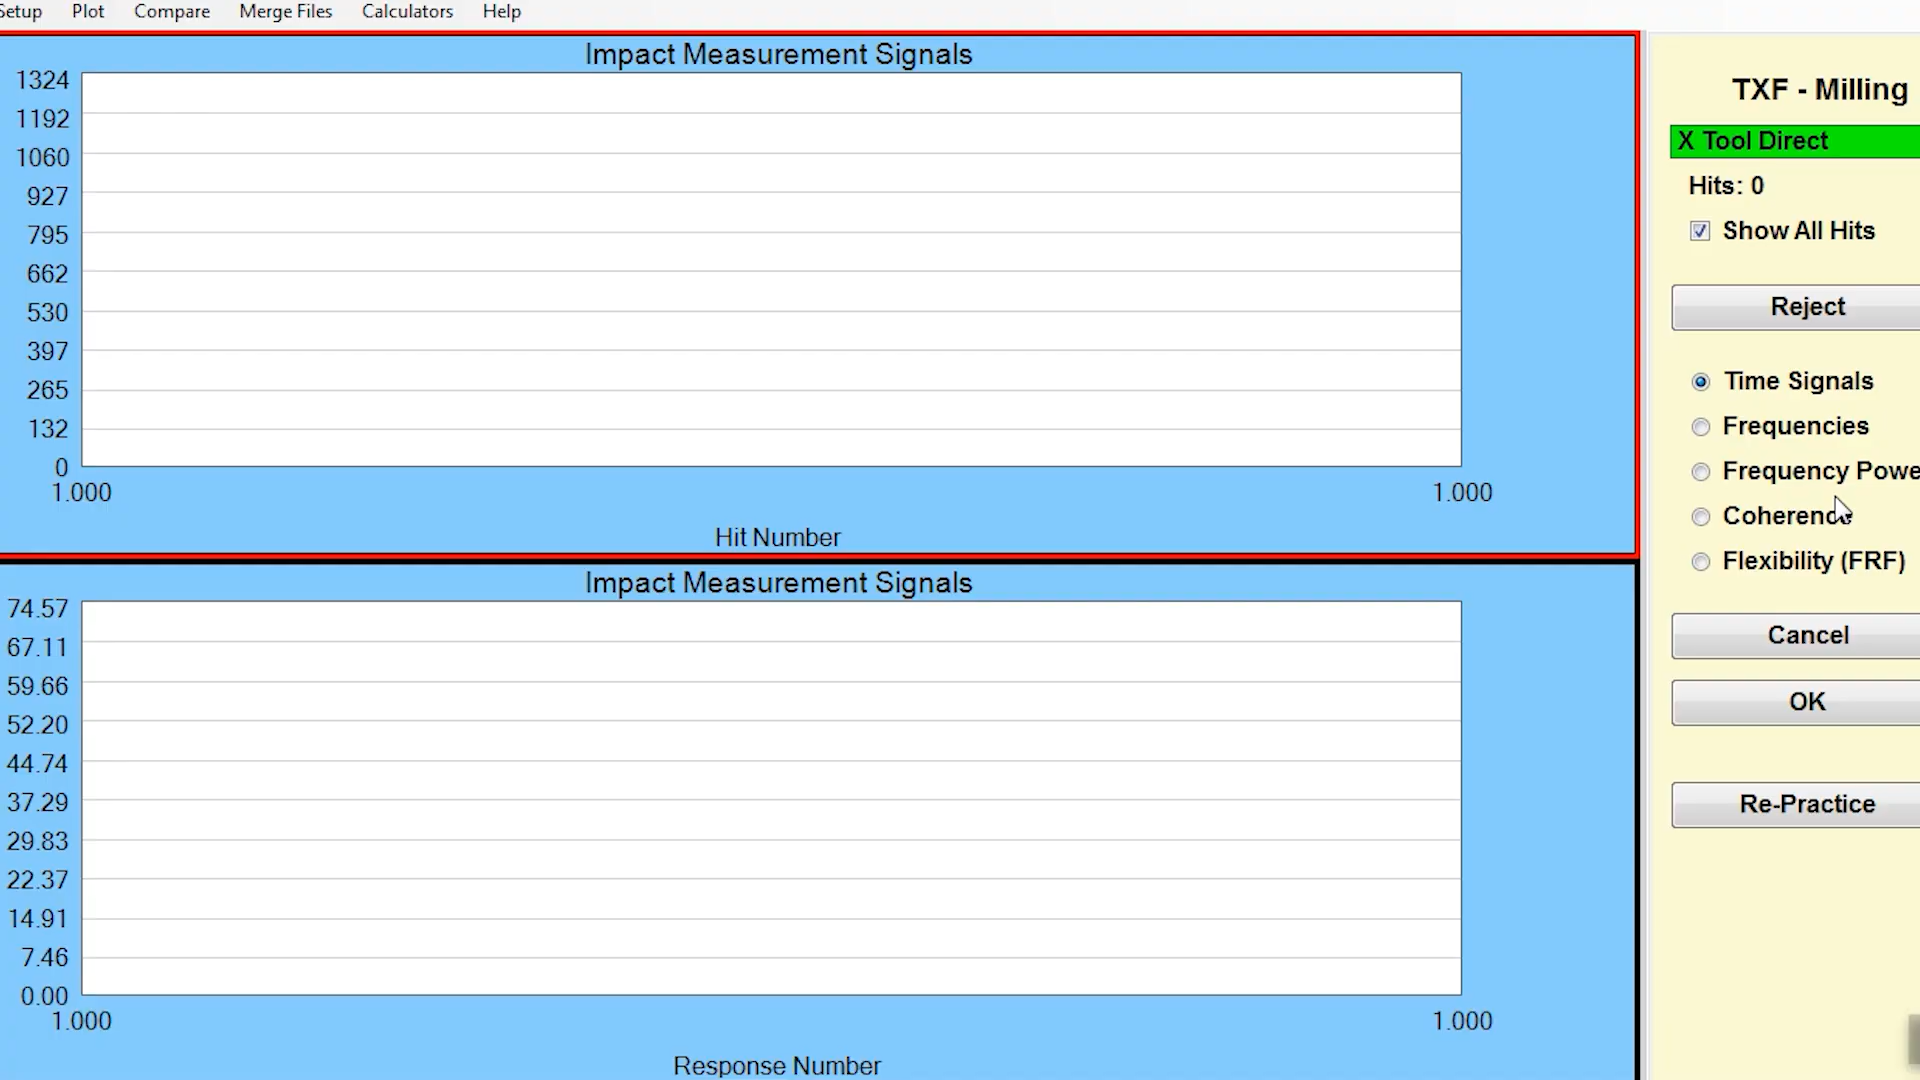 Setup Plot Compare Merge Files Calculators Help
Impact Measurement Signals
1324
1192
1060
927
795
662
530
397
265
132
0
1.000 1.000
Hit Number
Impact Measurement Signals
74.57
67.11
59.66
52.20
44.74
37.29
29.83
22.37
14.91
7.46
0.00
1.000 1.000
Response Number
TXF - Milling
X Tool Direct
Hits: 0
Show All Hits
Reject
Time Signals
Frequencies
Frequency Powe
Coherence
Flexibility (FRF)
Cancel
OK
Re-Practice